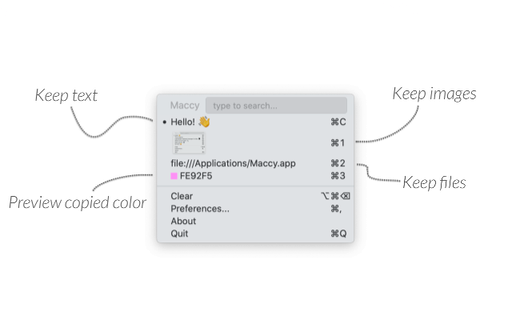 Keep text
Keep images
Maccy type to search...
Hello! 👋 ⌘C
⌘1
file:///Applications/Maccy.app ⌘2
FE92F5 ⌘3
Keep files
Preview copied color
Clear ⌥⌘⌫
Preferences... ⌘,
About
Quit ⌘Q